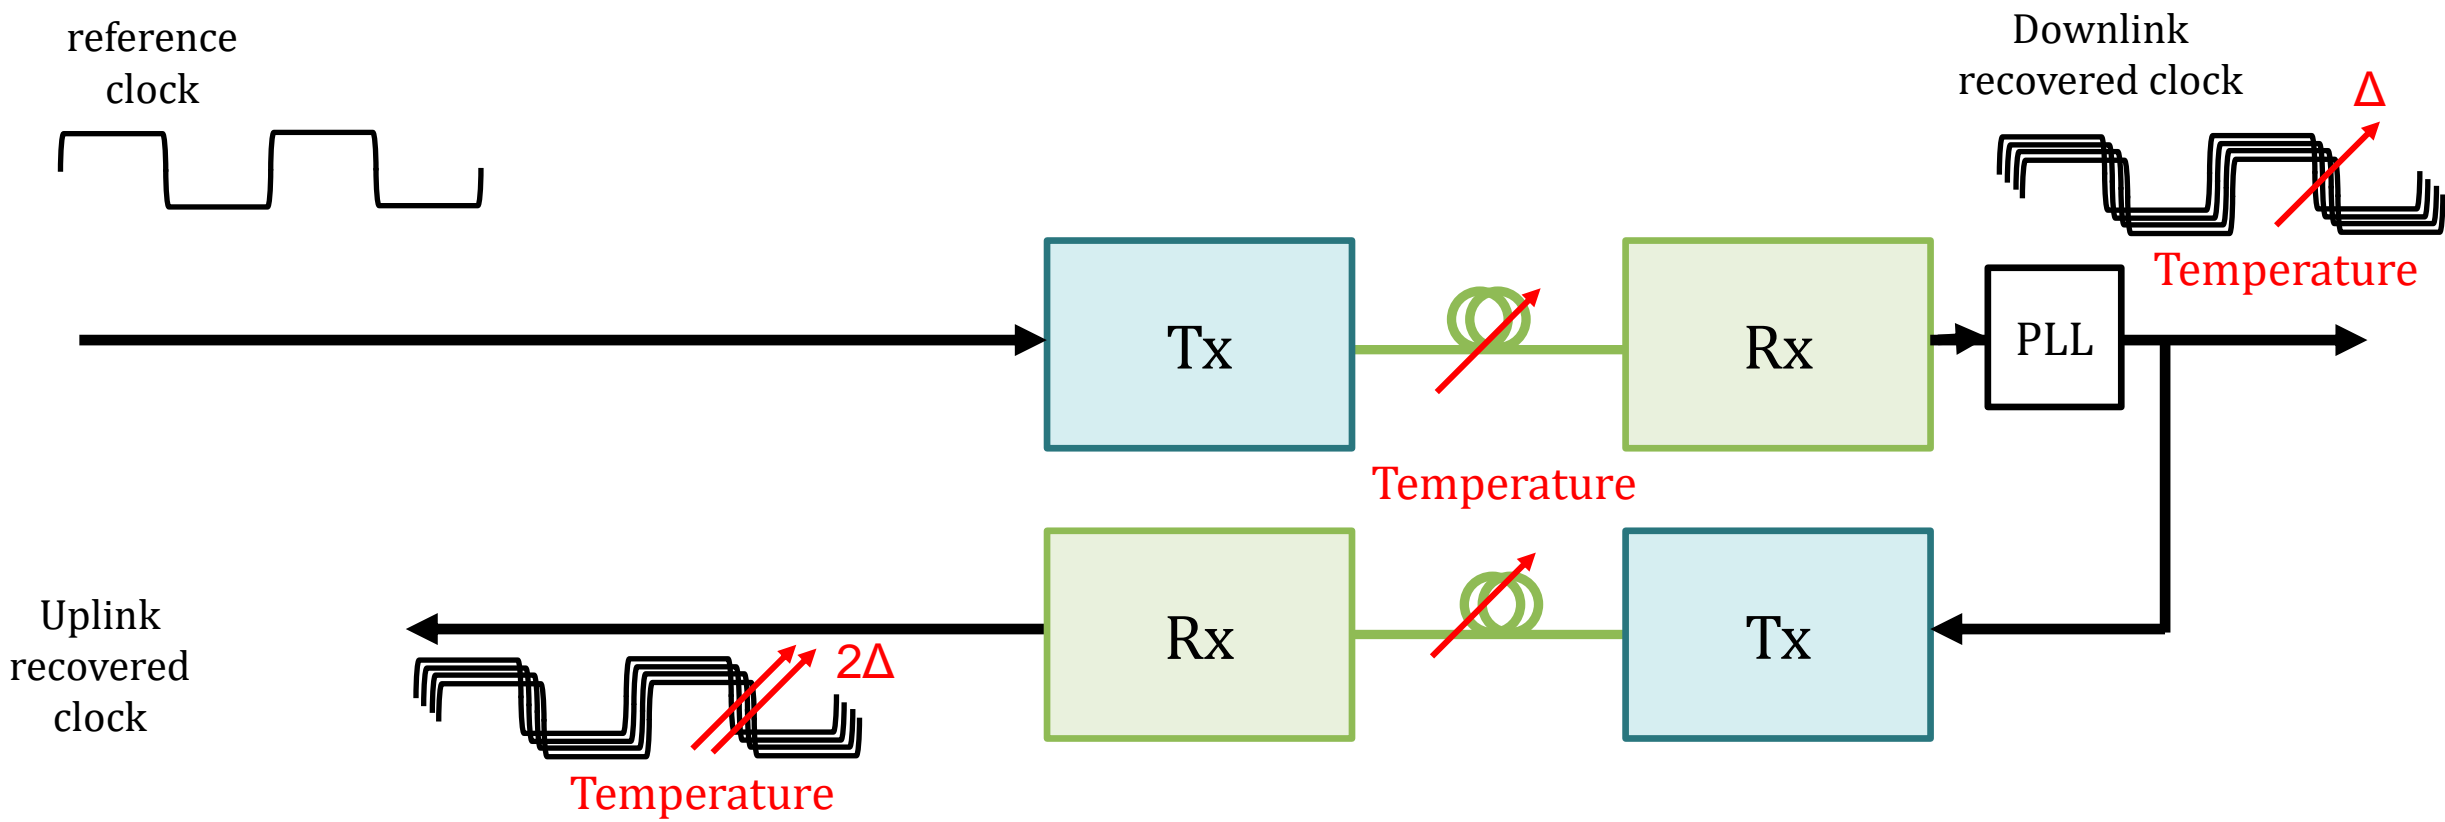 reference
clock
Downlink
recovered clock
Δ
Temperature
Tx
Rx
PLL
Temperature
Uplink
recovered
clock
2Δ
Temperature
Rx
Tx